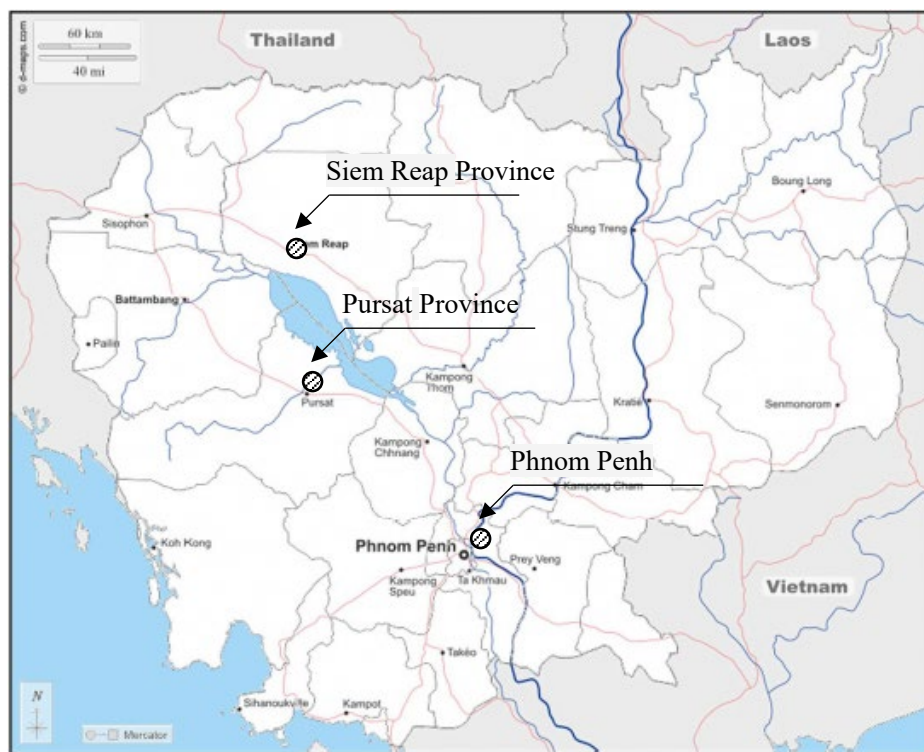 60 km
40 mi
© d-maps.com
Thailand
Laos
Siem Reap Province
Boung Long
Sisophon
Stung Treng
em Reap
Pursat Province
Battambang
Pailin
Kampong
Thom
Pursat
Kratie
Senmonorom
Kampong
Chhnang
Phnom Penh
Kampong Cham
Koh Kong
Phnom Penh
Prey Veng
Kampong
Speu
Ta Khmau
Vietnam
Takéo
N
Sihanoukville
Kampot
Mercator